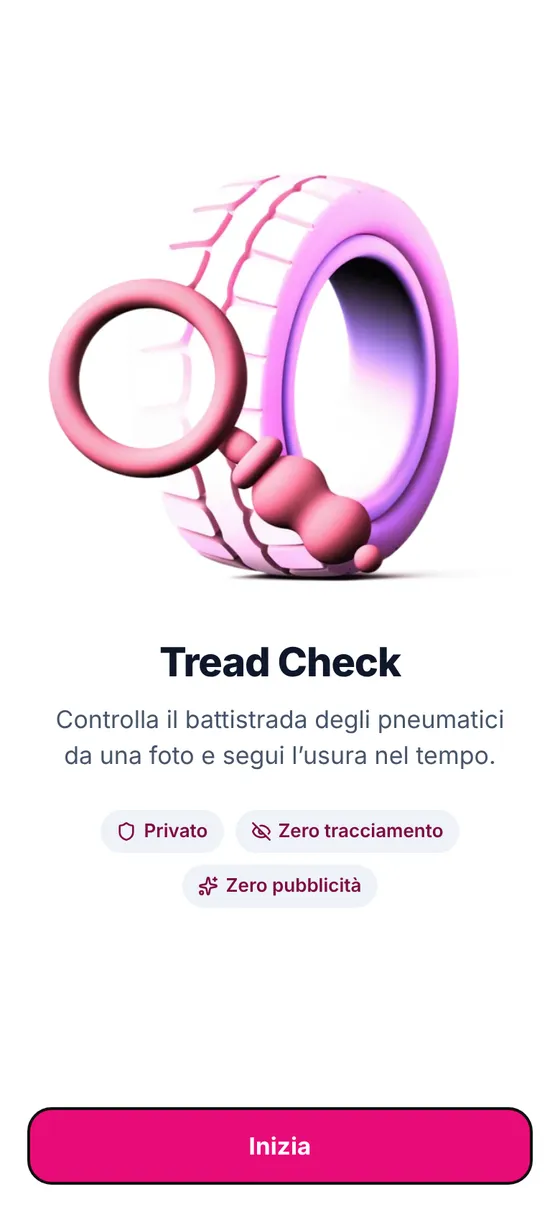 Tread Check
Controlla il battistrada degli pneumatici
da una foto e segui l’usura nel tempo.
Privato
Zero tracciamento
Zero pubblicità
Inizia